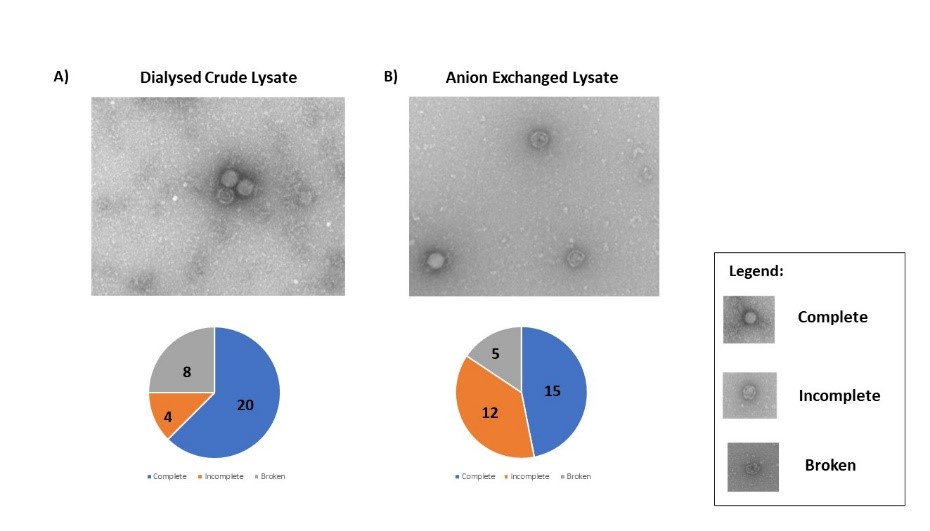 A) Dialysed Crude Lysate
B) Anion Exchanged Lysate
Legend:
Complete
Incomplete
Broken
8
4
20
5
12
15
Complete Incomplete Broken
Complete Incomplete Broken